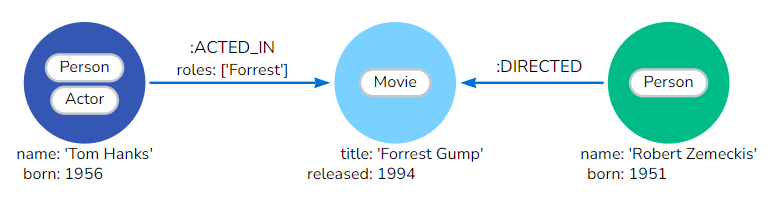 :ACTED_IN
roles: ['Forrest']
Person
Actor
Movie
:DIRECTED
Person
name: 'Tom Hanks'
born: 1956
title: 'Forrest Gump'
released: 1994
name: 'Robert Zemeckis'
born: 1951